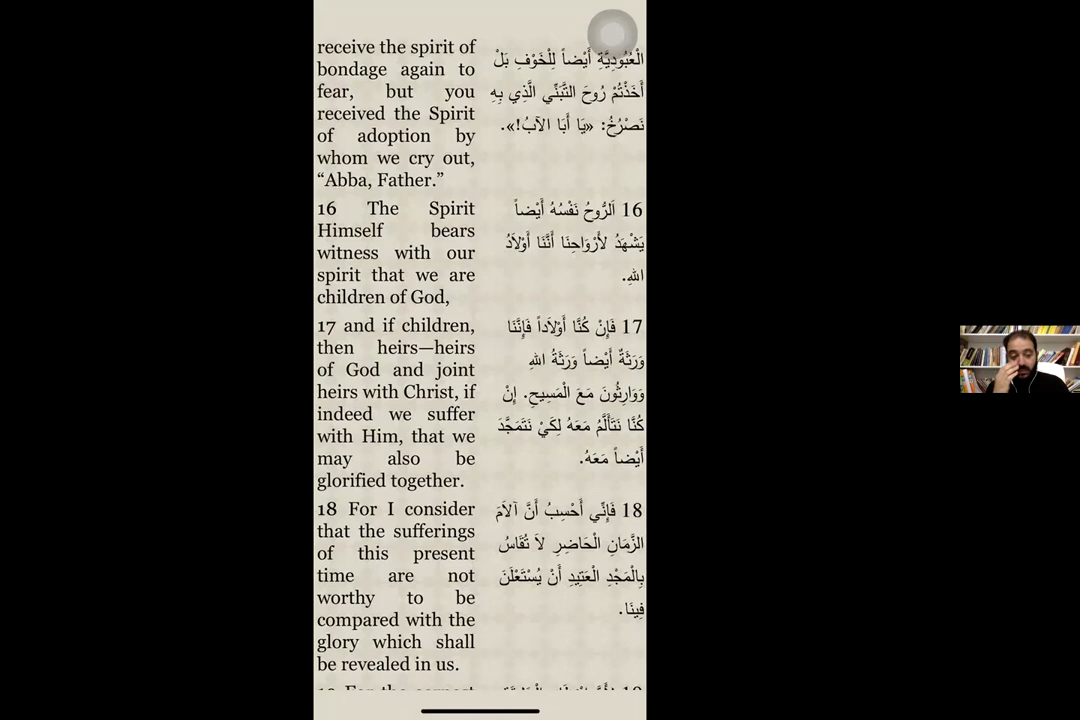 receive the spirit of
bondage again to
fear, but you
received the Spirit
of adoption by
whom we cry out,
“Abba, Father.”
16 The Spirit
Himself bears
witness with our
spirit that we are
children of God,
17 and if children,
then heirs—heirs
of God and joint
heirs with Christ, if
indeed we suffer
with Him, that we
may also be
glorified together.
18 For I consider
that the sufferings
of this present
time are not
worthy to be
compared with the
glory which shall
be revealed in us.
الْعُبُودِيَّةِ أَيْضاً لِلْخَوْفِ بَلْ
أَخَذْتُمْ رُوحَ التَّبَنِّي الَّذِي بِهِ
نَصْرُخُ: «يَا أَبَا الآبُ!».
16 اَلرُّوحُ نَفْسُهُ أَيْضاً
يَشْهَدُ لأَرْوَاحِنَا أَنَّنَا أَوْلاَدُ
اللهِ.
17 فَإِنْ كُنَّا أَوْلاَداً فَإِنَّنَا
وَرَثَةٌ أَيْضاً وَرَثَةُ اللهِ
وَوَارِثُونَ مَعَ الْمَسِيحِ. إِنْ
كُنَّا نَتَأَلَّمُ مَعَهُ لِكَيْ نَتَمَجَّدَ
أَيْضاً مَعَهُ.
18 فَإِنِّي أَحْسِبُ أَنَّ آلاَمَ
الزَّمَانِ الْحَاضِرِ لاَ تُقَاسُ
بِالْمَجْدِ الْعَتِيدِ أَنْ يُسْتَعْلَنَ
فِينَا.